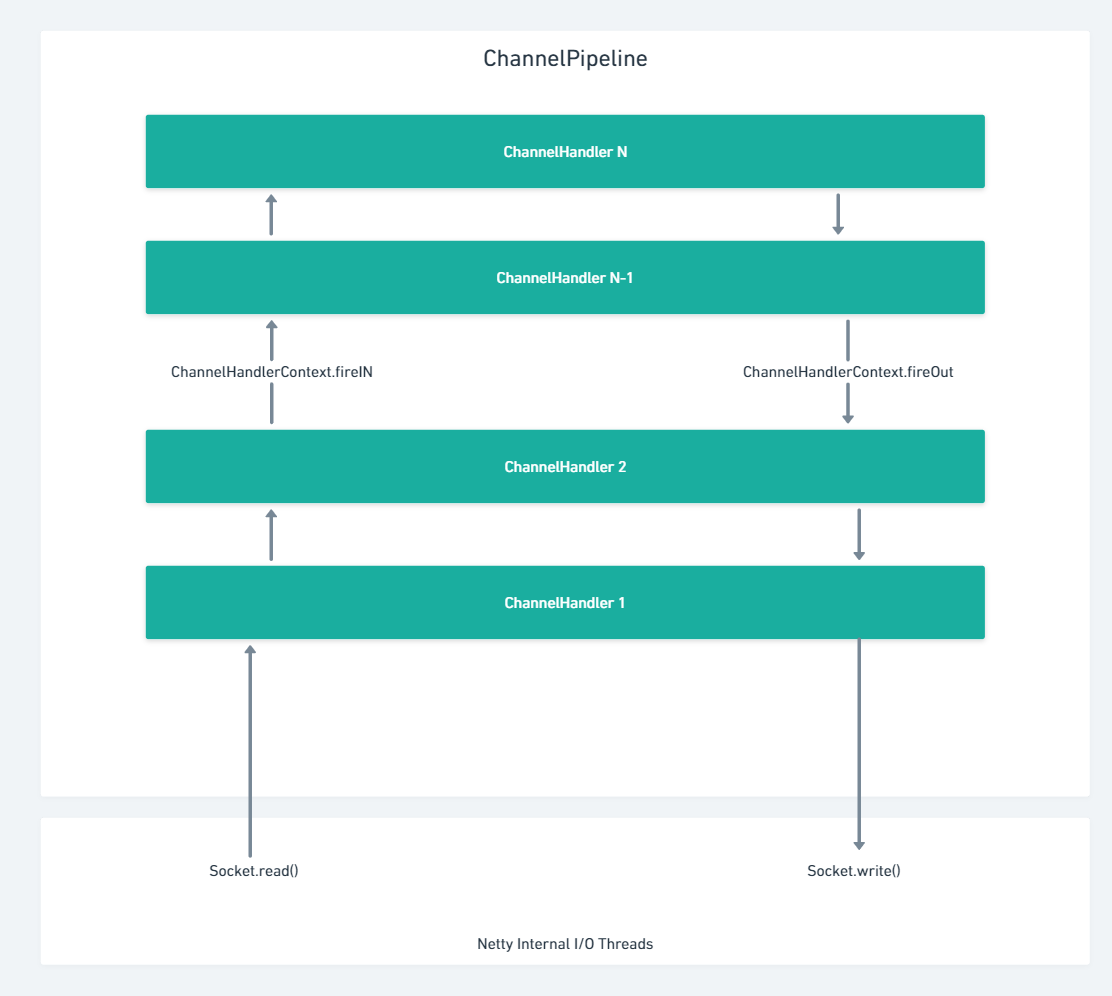 ChannelPipeline
ChannelHandler N
ChannelHandler N-1
ChannelHandlerContext.fireIN
ChannelHandlerContext.fireOut
ChannelHandler 2
ChannelHandler 1
Socket.read()
Socket.write()
Netty Internal I/O Threads